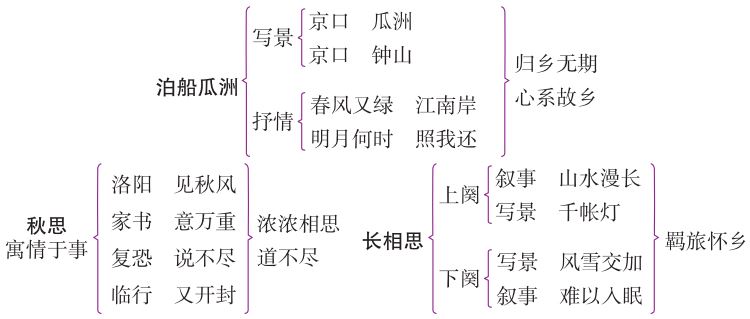 泊船瓜洲
写景
京口 瓜洲
京口 钟山
抒情
春风又绿 江南岸
明月何时 照我还
归乡无期
心系故乡
秋思
寓情于事
洛阳 见秋风
家书 意万重
复恐 说不尽
临行 又开封
浓浓相思
道不尽
长相思
上阕
叙事 山水漫长
写景 千帐灯
下阕
写景 风雪交加
叙事 难以入眠
羁旅怀乡